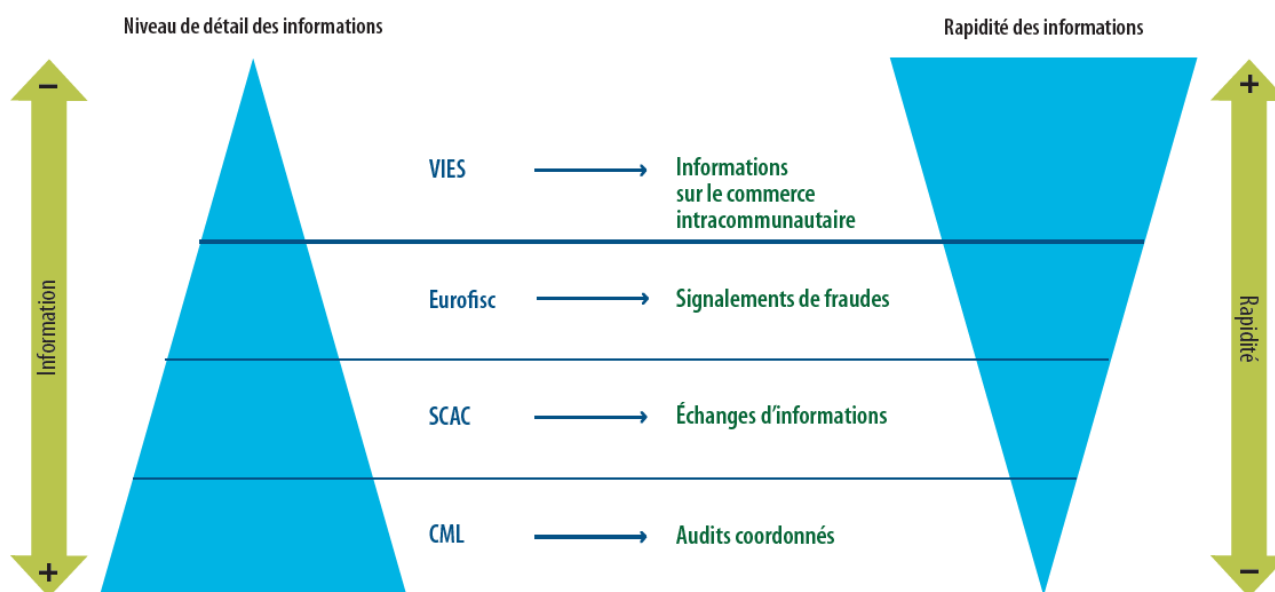 Niveau de détail des informations
Rapidité des informations
−
+
VIES
Informations
sur le commerce
intracommunautaire
Eurofisc
Signalements de fraudes
Information
Rapidité
SCAC
Échanges d’informations
CML
Audits coordonnés
+
−